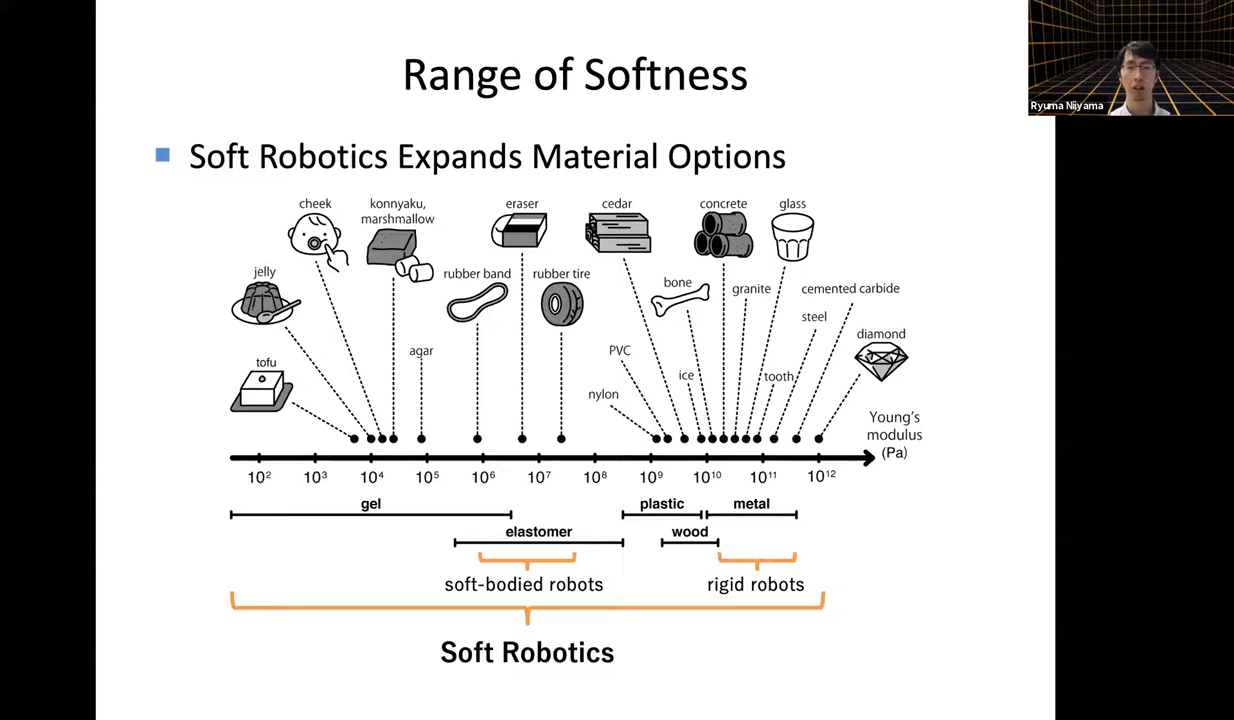 Range of Softness
Ryuma Niiyama
Soft Robotics Expands Material Options
cheek
konnyaku,
marshmallow
eraser
cedar
concrete
glass
jelly
rubber band
rubber tire
bone
granite
cemented carbide
steel
diamond
tofu
agar
PVC
ice
tooth
nylon
Young's
modulus
(Pa)
10² 10³ 10⁴ 10⁵ 10⁶ 10⁷ 10⁸ 10⁹ 10¹⁰ 10¹¹ 10¹²
gel
plastic
metal
elastomer
wood
soft-bodied robots
rigid robots
Soft Robotics